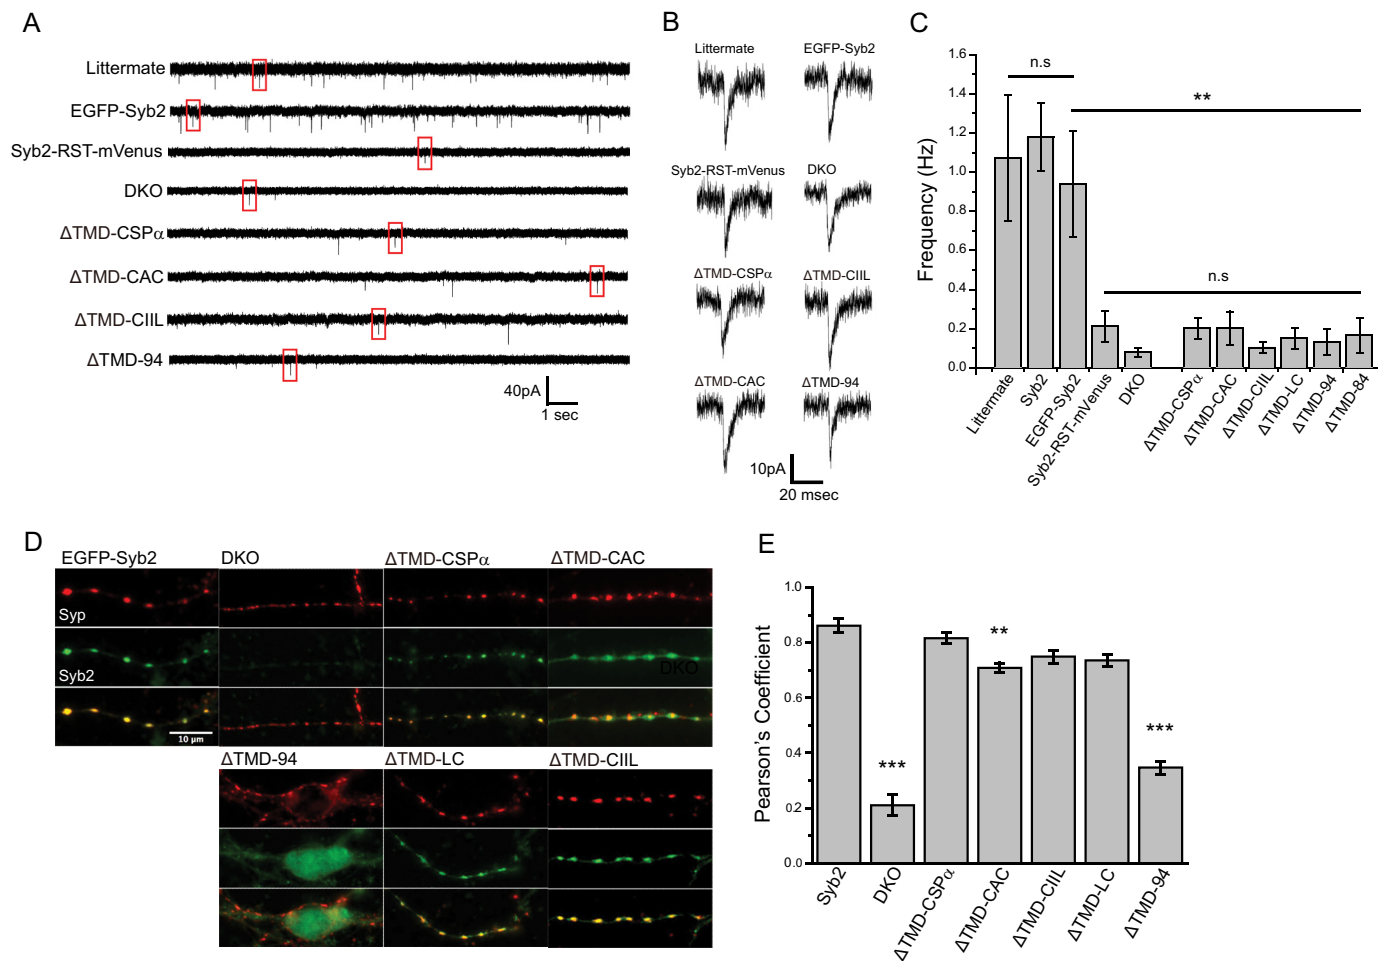 A
Littermate
EGFP-Syb2
Syb2-RST-mVenus
DKO
ΔTMD-CSPα
ΔTMD-CAC
ΔTMD-CIIL
ΔTMD-94
40pA
1 sec
B
Littermate
EGFP-Syb2
Syb2-RST-mVenus
DKO
ΔTMD-CSPα
ΔTMD-CIIL
ΔTMD-CAC
ΔTMD-94
10pA
20 msec
C
Frequency (Hz)
1.6
1.4
1.2
1.0
0.8
0.6
0.4
0.2
0.0
n.s
**
n.s
Littermate
Syb2
EGFP-Syb2
Syb2-RST-mVenus
DKO
ΔTMD-CSPα
ΔTMD-CAC
ΔTMD-CIIL
ΔTMD-LC
ΔTMD-94
ΔTMD-84
D
EGFP-Syb2
DKO
ΔTMD-CSPα
ΔTMD-CAC
Syp
Syb2
DKO
10 μm
ΔTMD-94
ΔTMD-LC
ΔTMD-CIIL
E
Pearson's Coefficient
1.0
0.8
0.6
0.4
0.2
0.0
***
**
***
Syb2
DKO
ΔTMD-CSPα
ΔTMD-CAC
ΔTMD-CIIL
ΔTMD-LC
ΔTMD-94